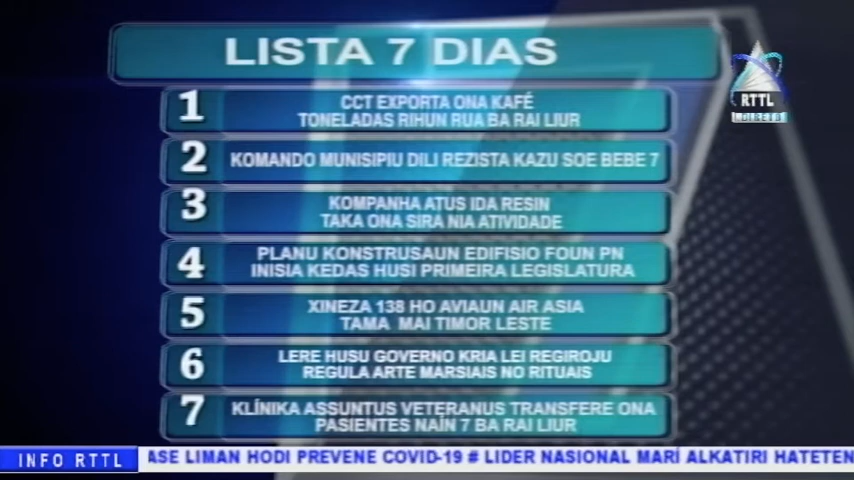 LISTA 7 DIAS
RTTL
DIRETA
1
CCT EXPORTA ONA KAFÉ
TONELADAS RIHUN RUA BA RAI LIUR
2
KOMANDO MUNISIPIU DILI REZISTA KAZU SOE BEBE 7
3
KOMPANHA ATUS IDA RESIN
TAKA ONA SIRA NIA ATIVIDADE
4
PLANU KONSTRUSAUN EDIFISIO FOUN PN
INISIA KEDAS HUSI PRIMEIRA LEGISLATURA
5
XINEZA 138 HO AVIAUN AIR ASIA
TAMA MAI TIMOR LESTE
6
LERE HUSU GOVERNO KRIA LEI REGIROJU
REGULA ARTE MARSIAIS NO RITUAIS
7
KLÍNIKA ASSUNTUS VETERANUS TRANSFERE ONA
PASIENTES NAÍN 7 BA RAI LIUR
INFO RTTL
ASE LIMAN HODI PREVENE COVID-19 # LIDER NASIONAL MARÍ ALKATIRI HATETEN